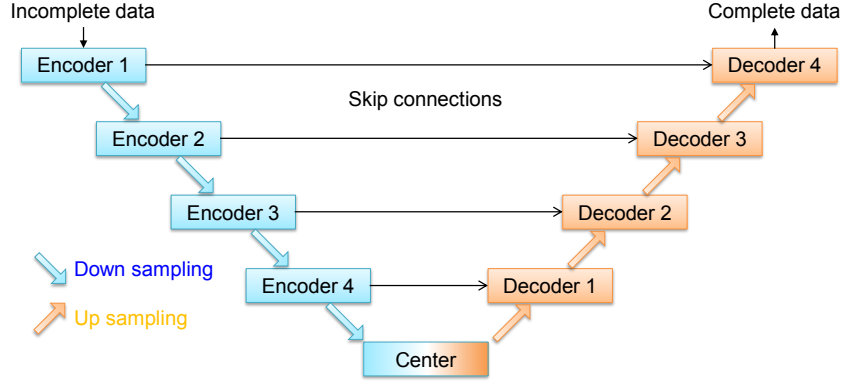 Incomplete data
Complete data
Encoder 1
Decoder 4
Skip connections
Encoder 2
Decoder 3
Encoder 3
Decoder 2
Down sampling
Encoder 4
Decoder 1
Up sampling
Center